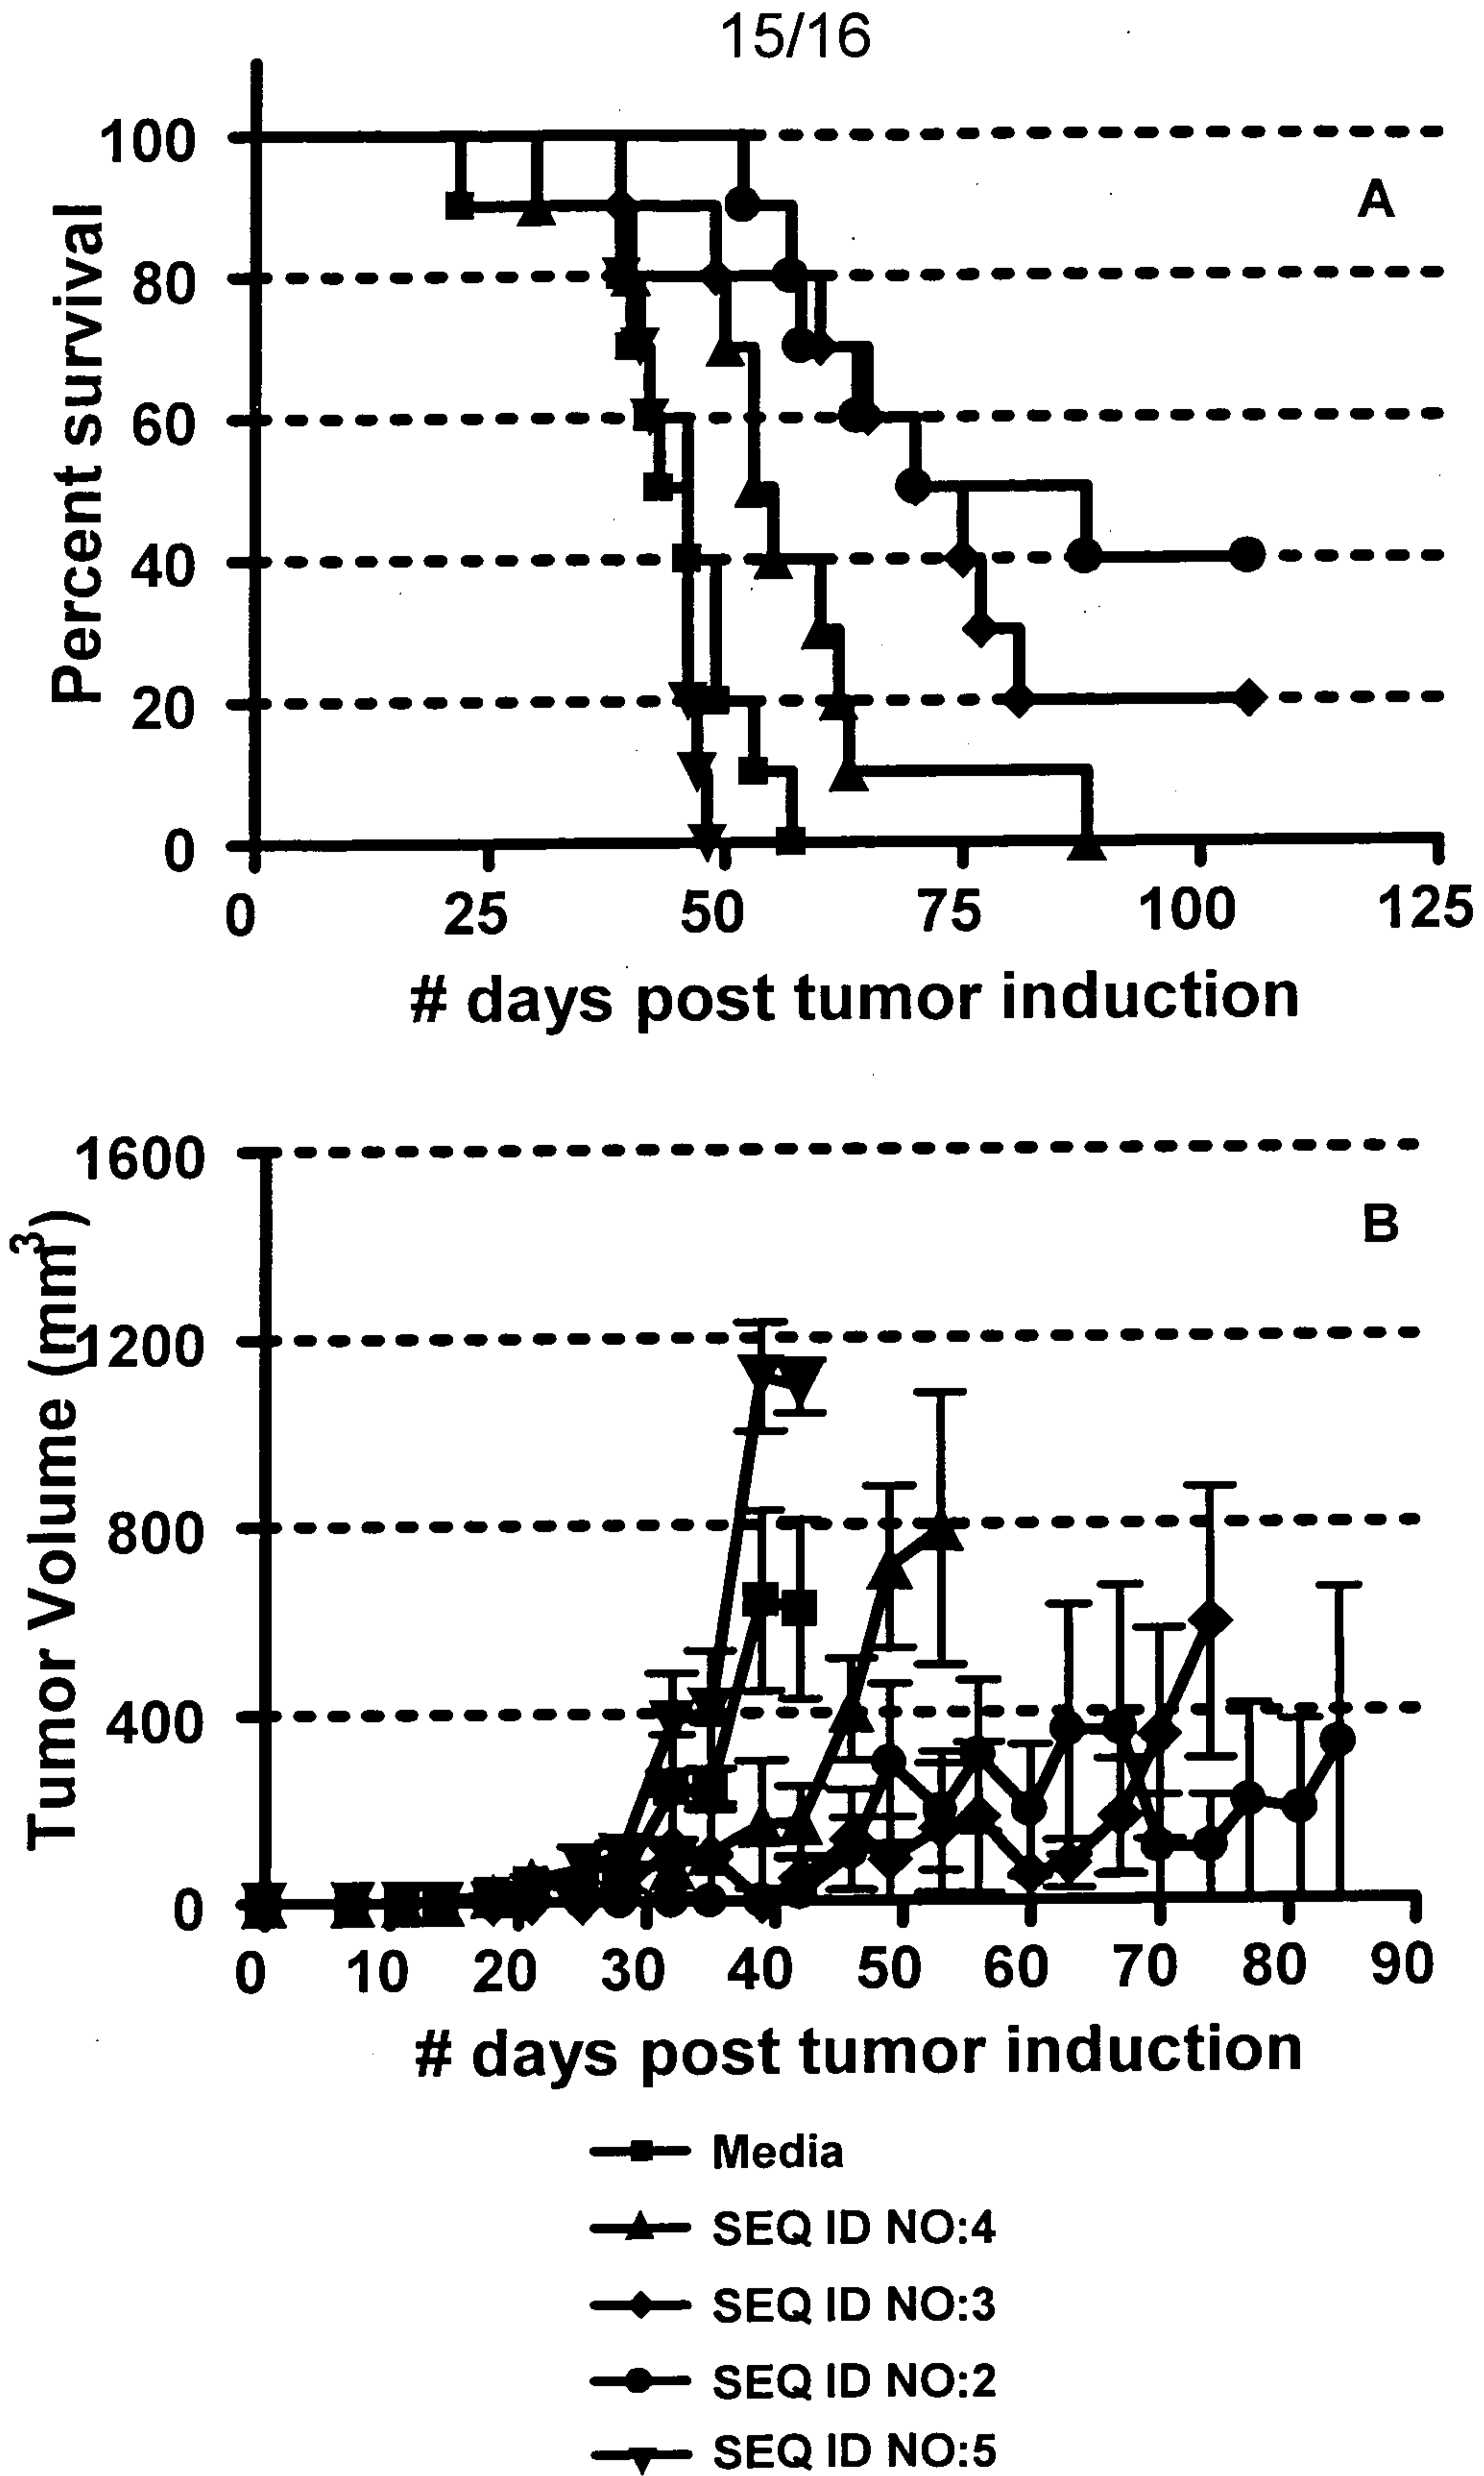 15/16
100
80
60
40
20
0
Percent survival
A
0 25 50 75 100 125
# days post tumor induction
1600
1200
800
400
0
Tumor Volume (mm³)
B
0 10 20 30 40 50 60 70 80 90
# days post tumor induction
Media
SEQ ID NO:4
SEQ ID NO:3
SEQ ID NO:2
SEQ ID NO:5